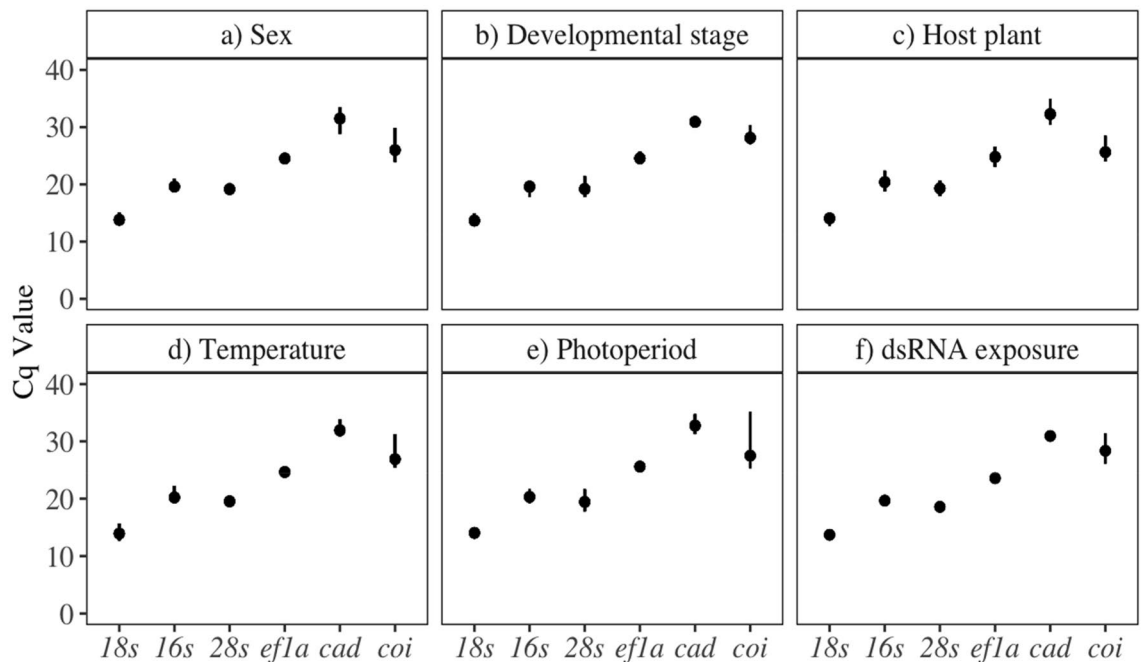 a) Sex
b) Developmental stage
c) Host plant
40
30
20
10
0
Cq Value
d) Temperature
e) Photoperiod
f) dsRNA exposure
40
30
20
10
0
18s 16s 28s ef1a cad coi
18s 16s 28s ef1a cad coi
18s 16s 28s ef1a cad coi